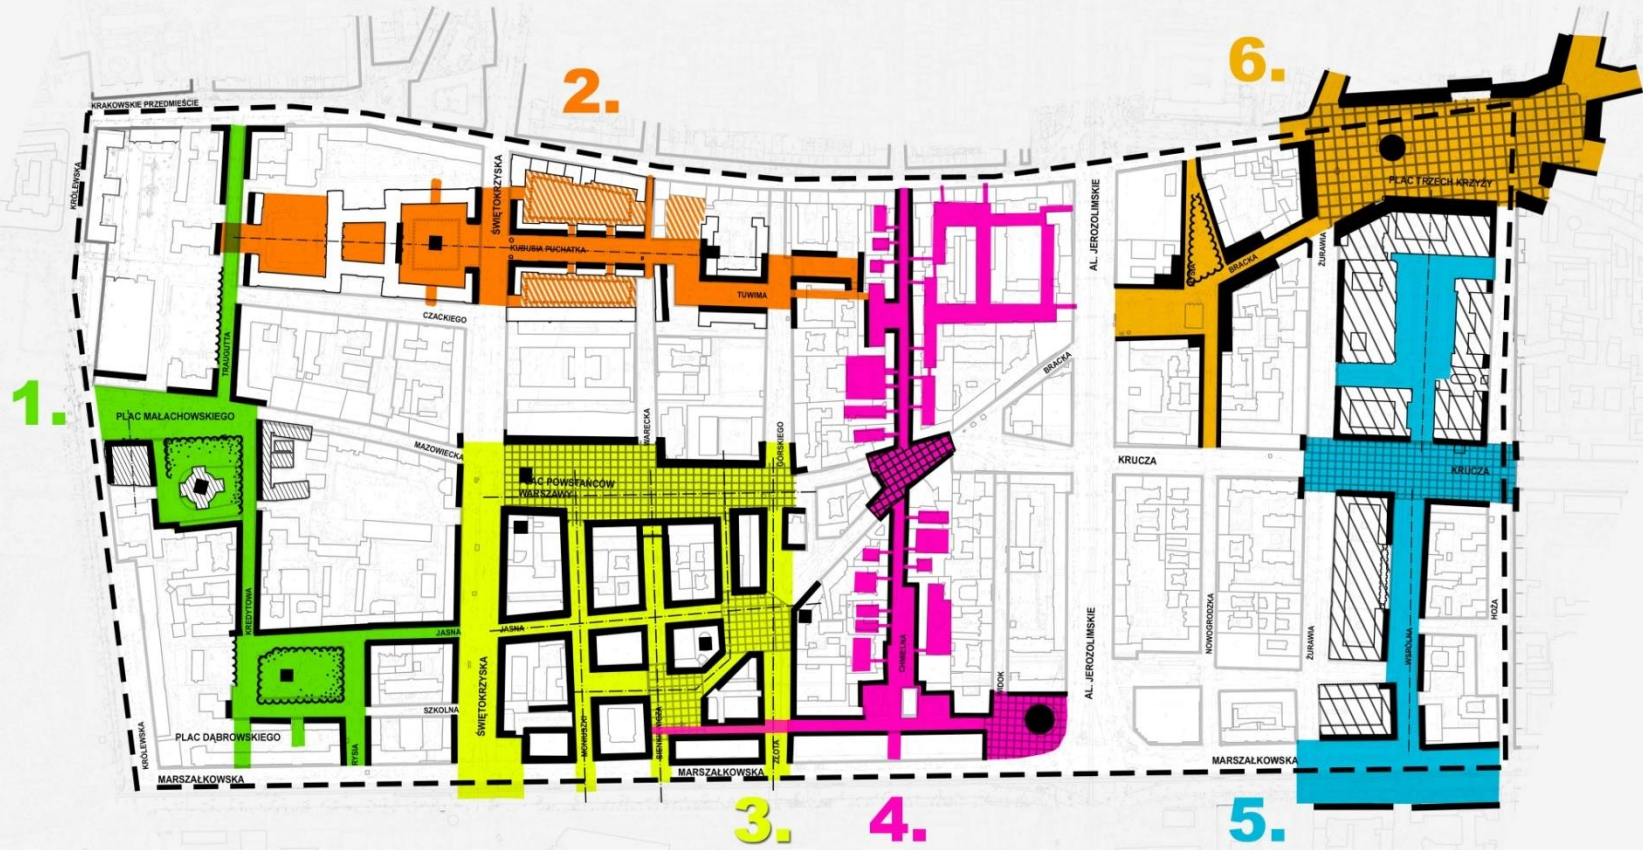 2.
6.
KRAKOWSKIE PRZEDMIEŚCIE
KRÓLEWSKA
ŚWIĘTOKRZYSKA
AL. JEROZOLIMSKIE
PLAC TRZECH KRZYŻY
KUBUSIA PUCHATKA
BRACKA
ŻURAWIA
TUWIMA
CZACKIEGO
TRAUGUTTA
BRACKA
1.
PLAC MAŁACHOWSKIEGO
MAZOWIECKA
WARECKA
GÓRSKIEGO
KRUCZA
KRUCZA
PLAC POWSTAŃCÓW
WARSZAWY
KREDYTOWA
JASNA
JASNA
CHMIELNA
AL. JEROZOLIMSKIE
NOWOGRODZKA
ŻURAWIA
WSPÓLNA
HOŻA
ŚWIĘTOKRZYSKA
SZKOLNA
PLAC DĄBROWSKIEGO
KRÓLEWSKA
RYSIA
MONIUSZKI
SIENKIEWICZA
ZŁOTA
MARSZAŁKOWSKA
MARSZAŁKOWSKA
MARSZAŁKOWSKA
3.
4.
5.